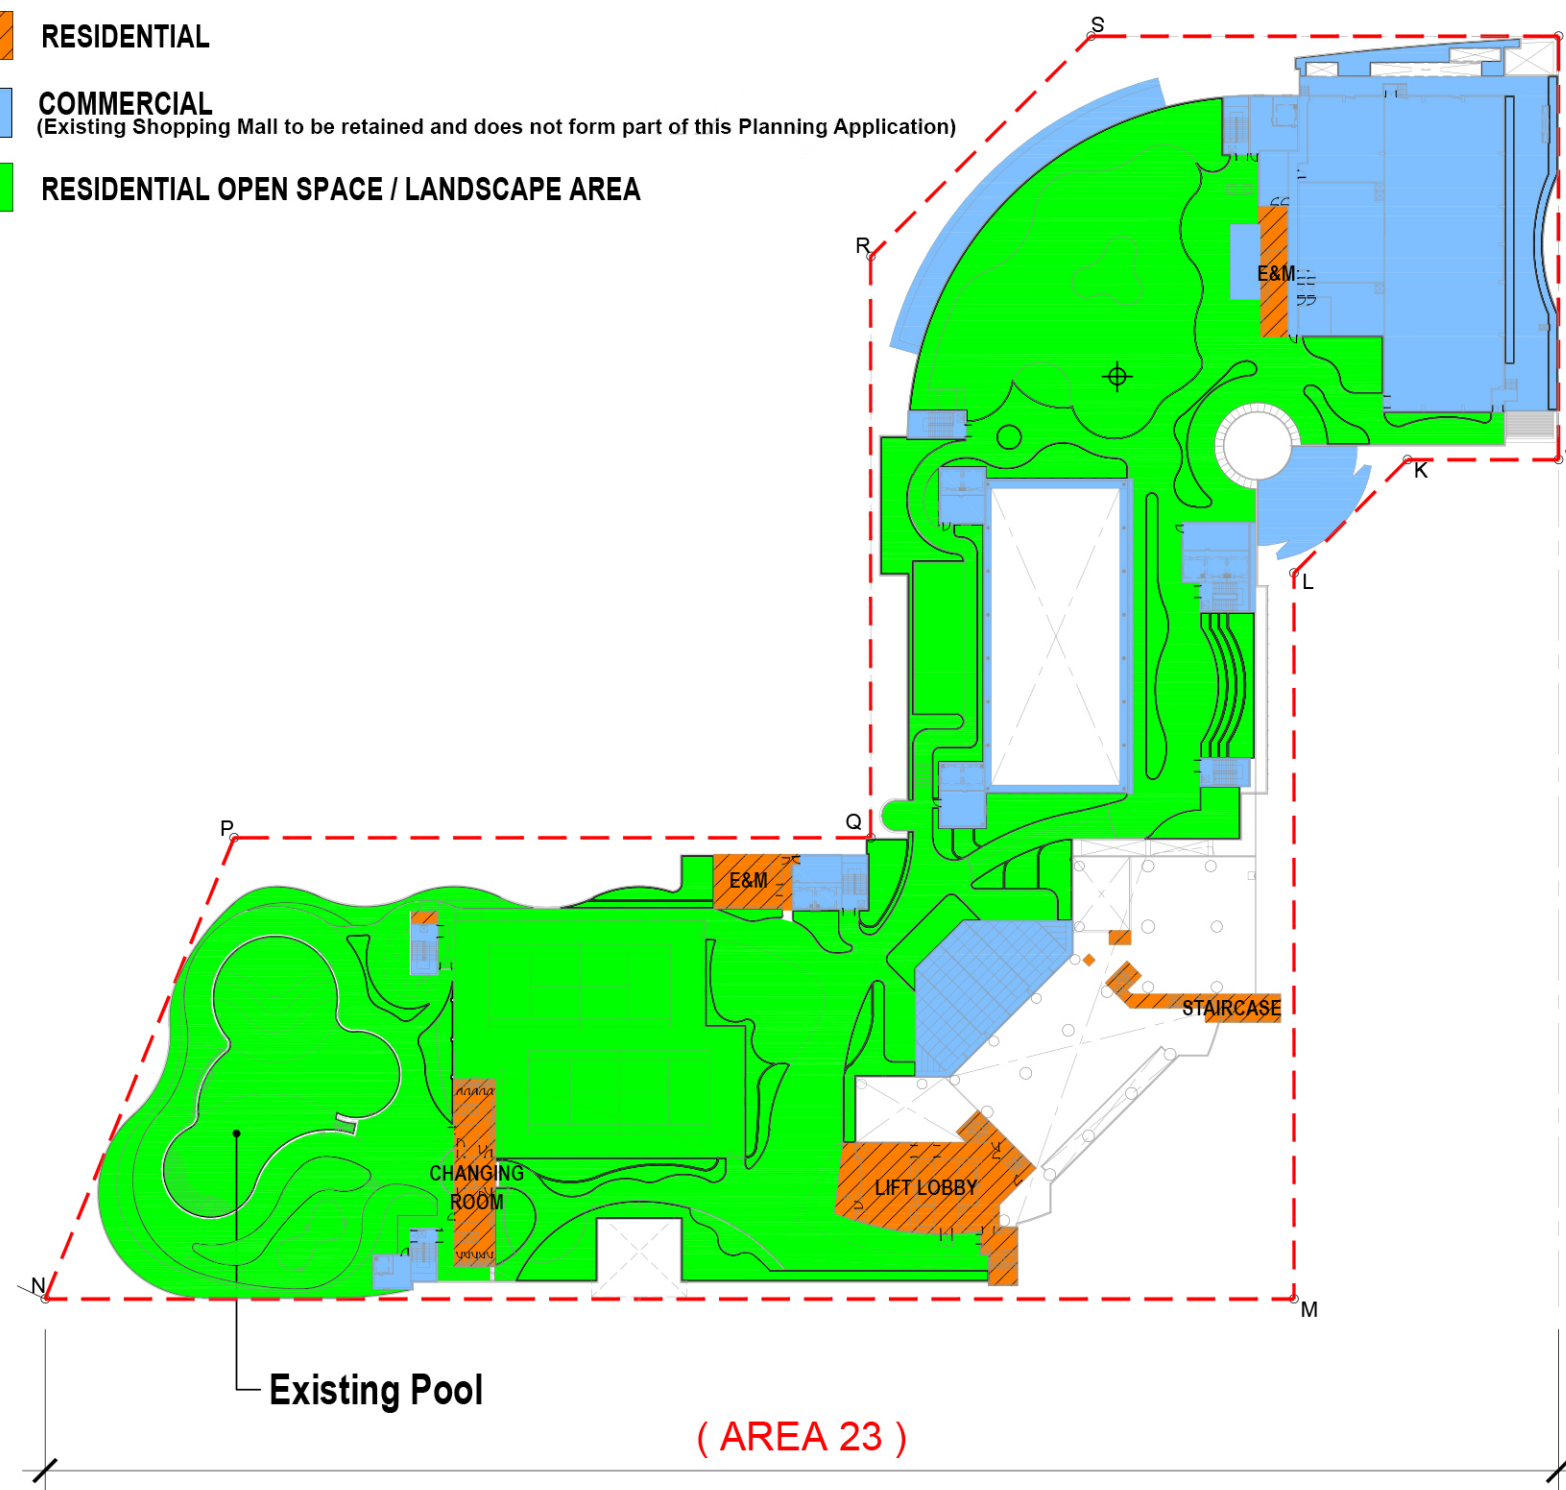 RESIDENTIAL
COMMERCIAL
(Existing Shopping Mall to be retained and does not form part of this Planning Application)
RESIDENTIAL OPEN SPACE / LANDSCAPE AREA
S
R
E&M
K
L
P
Q
E&M
STAIRCASE
CHANGING
ROOM
LIFT LOBBY
N
M
Existing Pool
( AREA 23 )